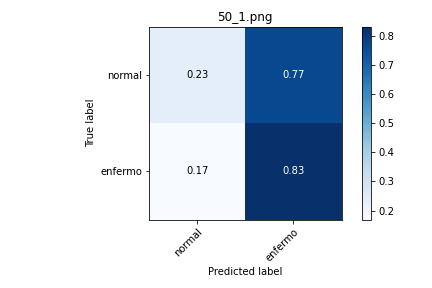 50_1.png
True label
normal
0.23
0.77
enfermo
0.17
0.83
normal
enfermo
Predicted label
0.8
0.7
0.6
0.5
0.4
0.3
0.2